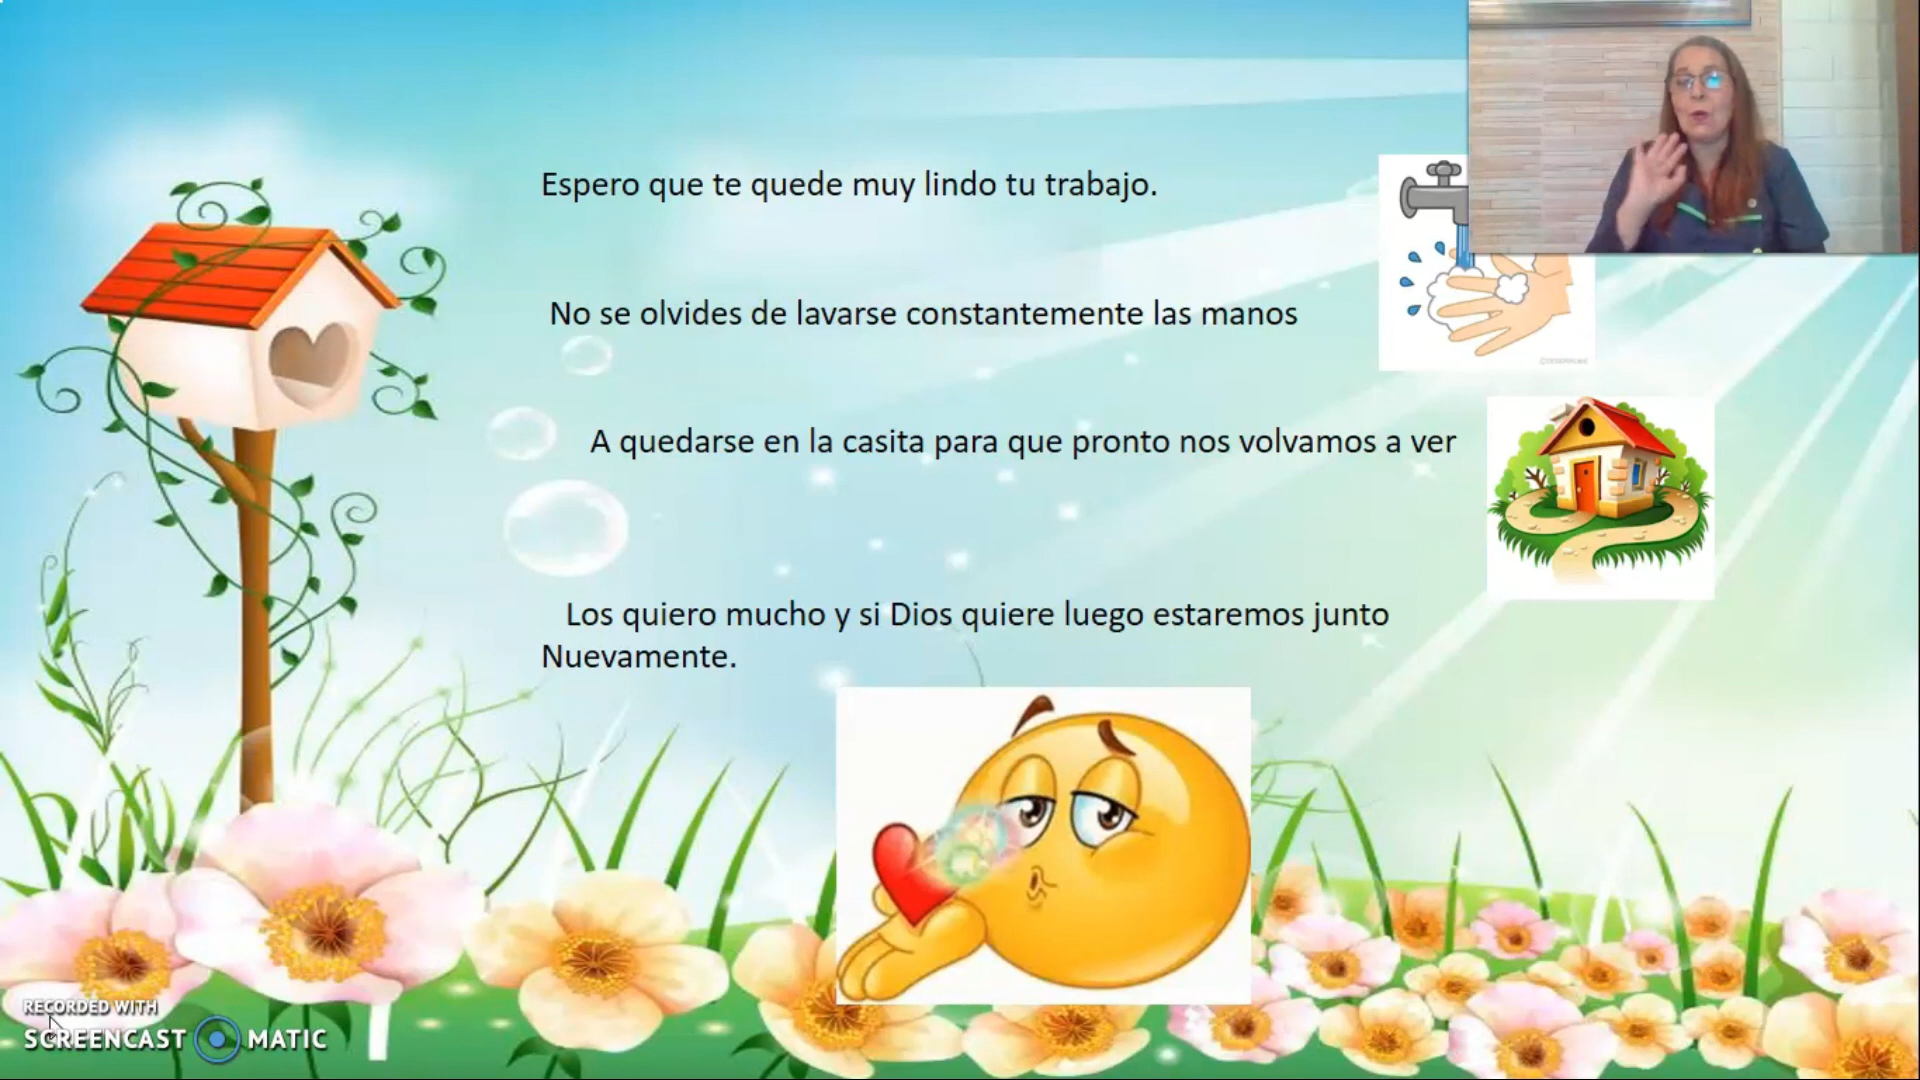 Espero que te quede muy lindo tu trabajo.
No se olvides de lavarse constantemente las manos
A quedarse en la casita para que pronto nos volvamos a ver
Los quiero mucho y si Dios quiere luego estaremos junto
Nuevamente.
RECORDED WITH
SCREENCAST MATIC